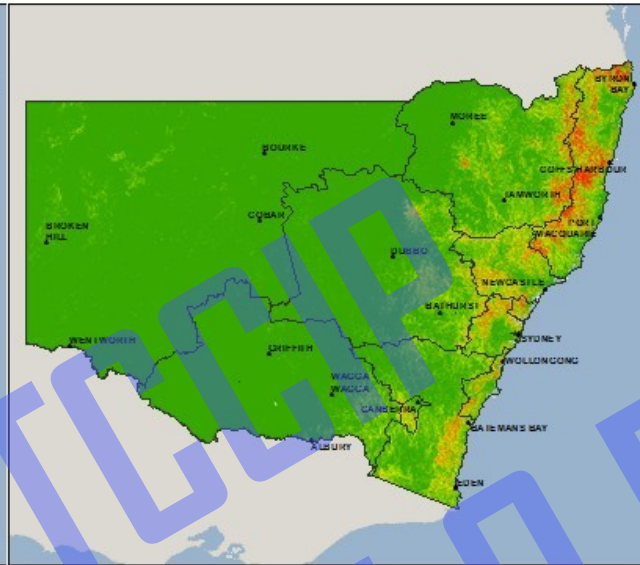 BYRON
BAY
MOREE
BOURKE
COFFS HARBOUR
TAMWORTH
COBAR
PORT
MACQUARIE
BROKEN
HILL
DUBBO
NEWCASTLE
BATHURST
SYDNEY
WENTWORTH
GRIFFITH
WOLLONGONG
WAGGA
WAGGA
CANBERRA
BATEMANS BAY
ALBURY
EDEN
TCCIP